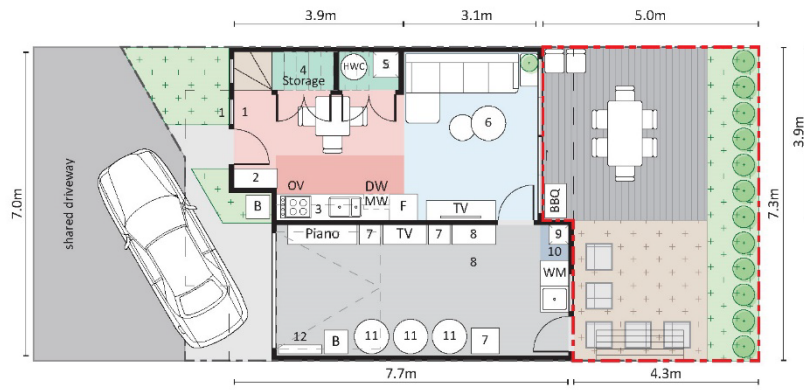 3.9m 3.1m 5.0m
7.0m
shared driveway
1
1
4
Storage
HWC
5
6
2
B
OV
3
DW
MW
F
TV
BBQ
3.9m
7.3m
Piano
7
TV
7
8
8
9
10
WM
12
B
11
11
11
7
7.7m 4.3m